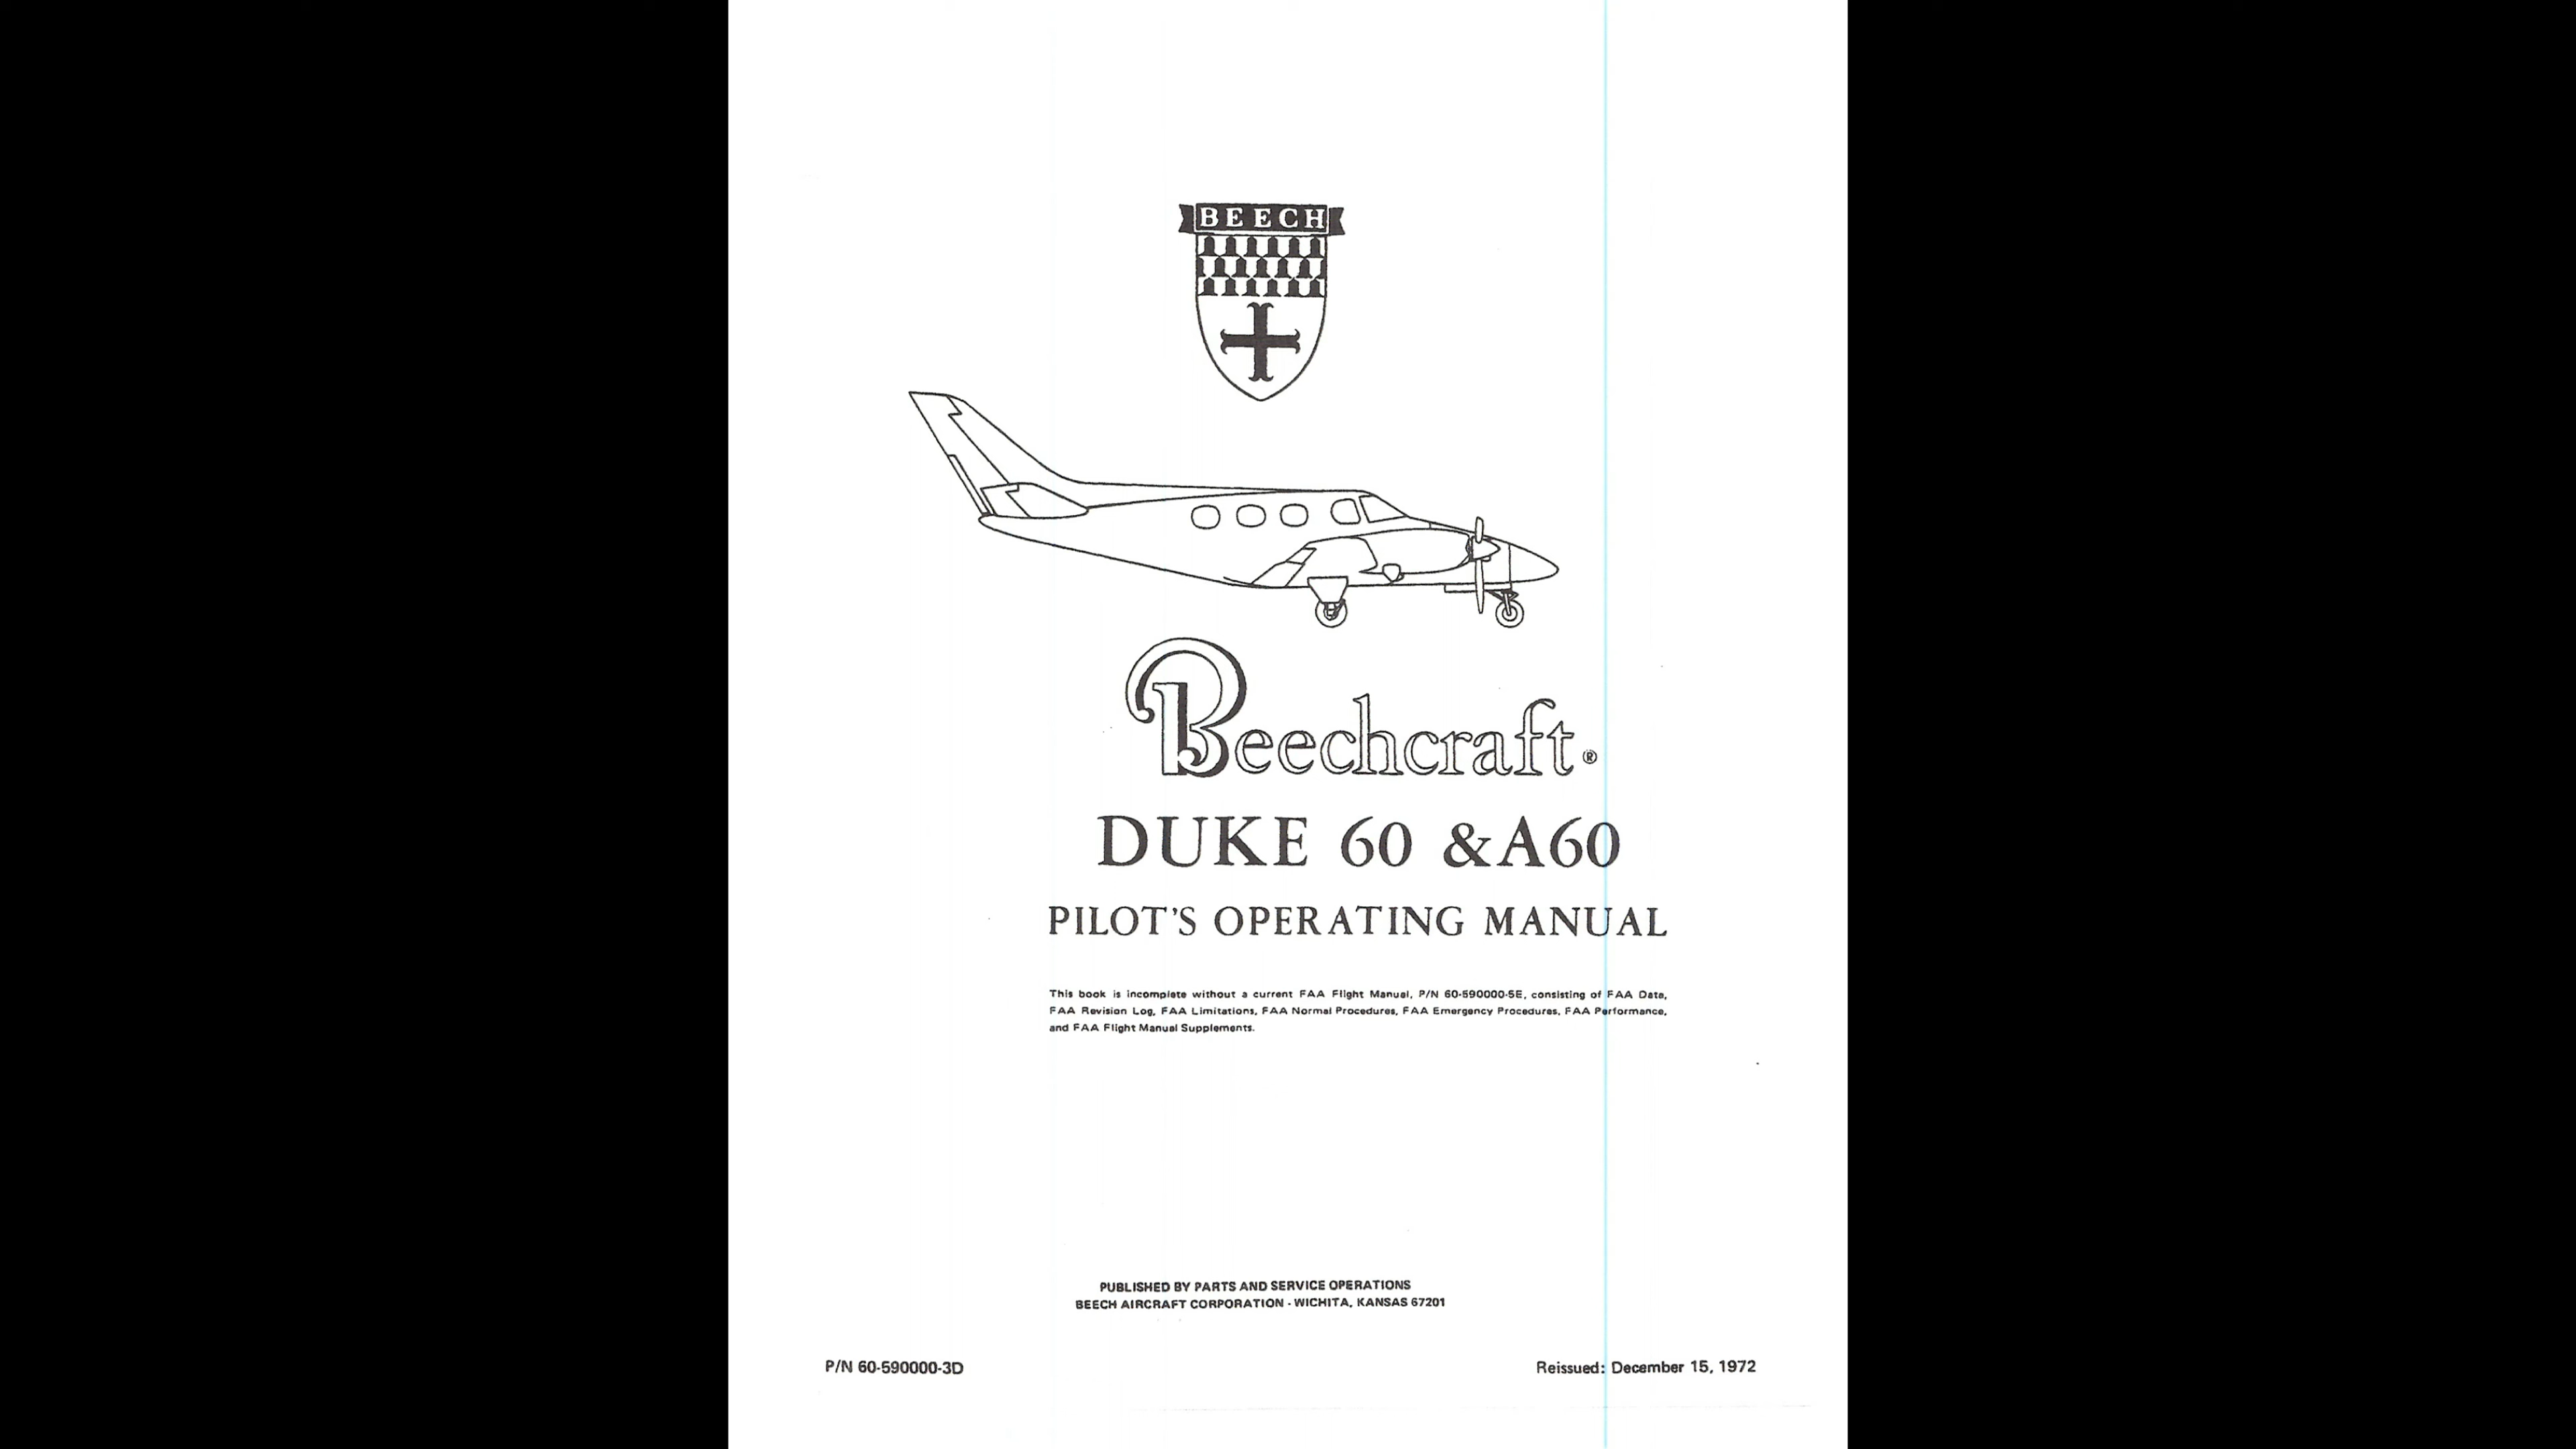 BEECH
Beechcraft®
DUKE 60 &A60
PILOT'S OPERATING MANUAL
This book is incomplete without a current FAA Flight Manual, P/N 60-590000-5E, consisting of FAA Data,
FAA Revision Log, FAA Limitations, FAA Normal Procedures, FAA Emergency Procedures, FAA Performance,
and FAA Flight Manual Supplements.
PUBLISHED BY PARTS AND SERVICE OPERATIONS
BEECH AIRCRAFT CORPORATION - WICHITA, KANSAS 67201
P/N 60-590000-3D
Reissued: December 15, 1972